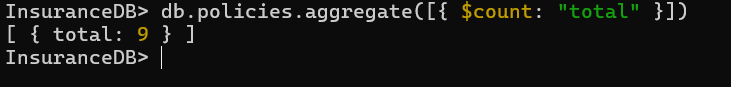 InsuranceDB> db.policies.aggregate([{ $count: "total" }])
[ { total: 9 } ]
InsuranceDB>